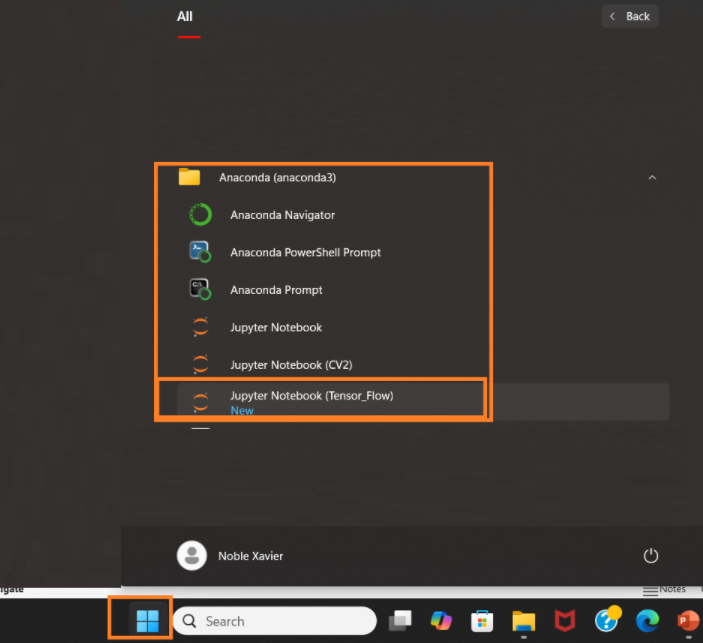 All
Back
Anaconda (anaconda3)
Anaconda Navigator
Anaconda PowerShell Prompt
Anaconda Prompt
Jupyter Notebook
Jupyter Notebook (CV2)
Jupyter Notebook (Tensor_Flow)
New
Noble Xavier
igate
Notes
Search